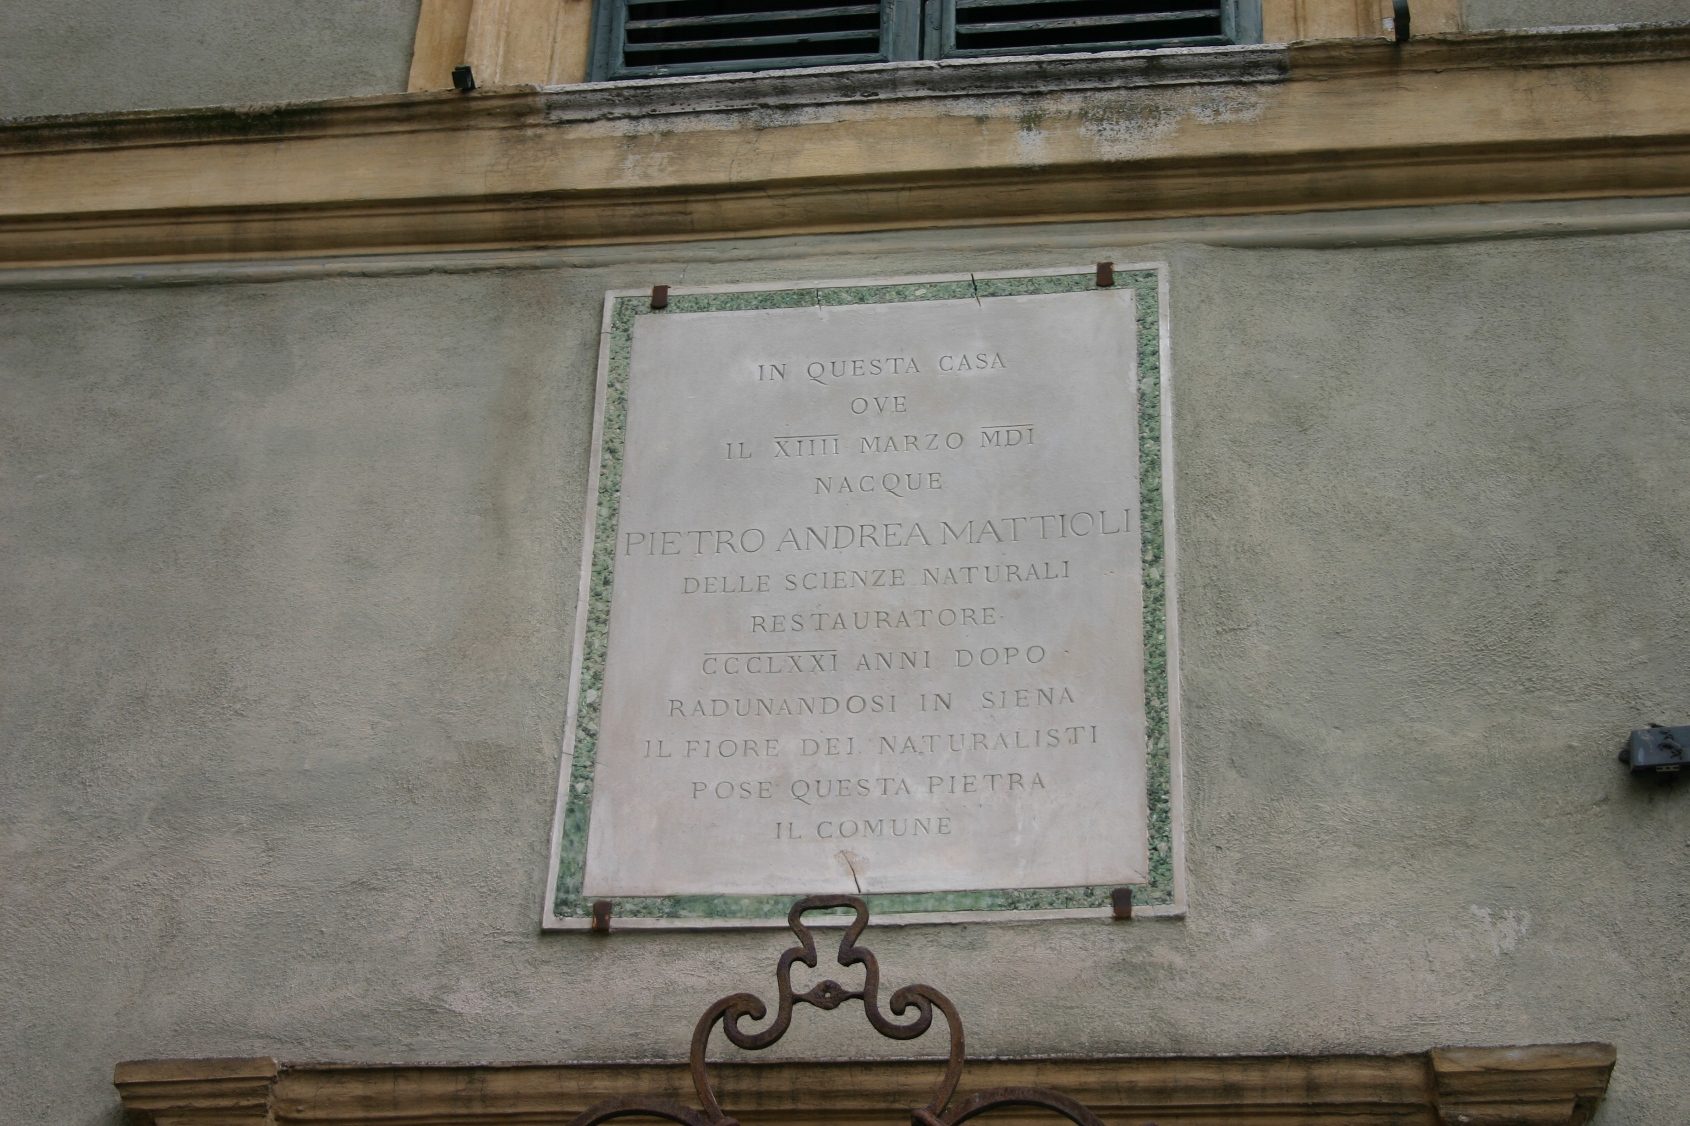 IN QUESTA CASA
OVE
IL XIIII MARZO MDI
NACQUE
PIETRO ANDREA MATTIOLI
DELLE SCIENZE NATURALI
RESTAURATORE
CCCLXXI ANNI DOPO
RADUNANDOSI IN SIENA
IL FIORE DEI NATURALISTI
POSE QUESTA PIETRA
IL COMUNE